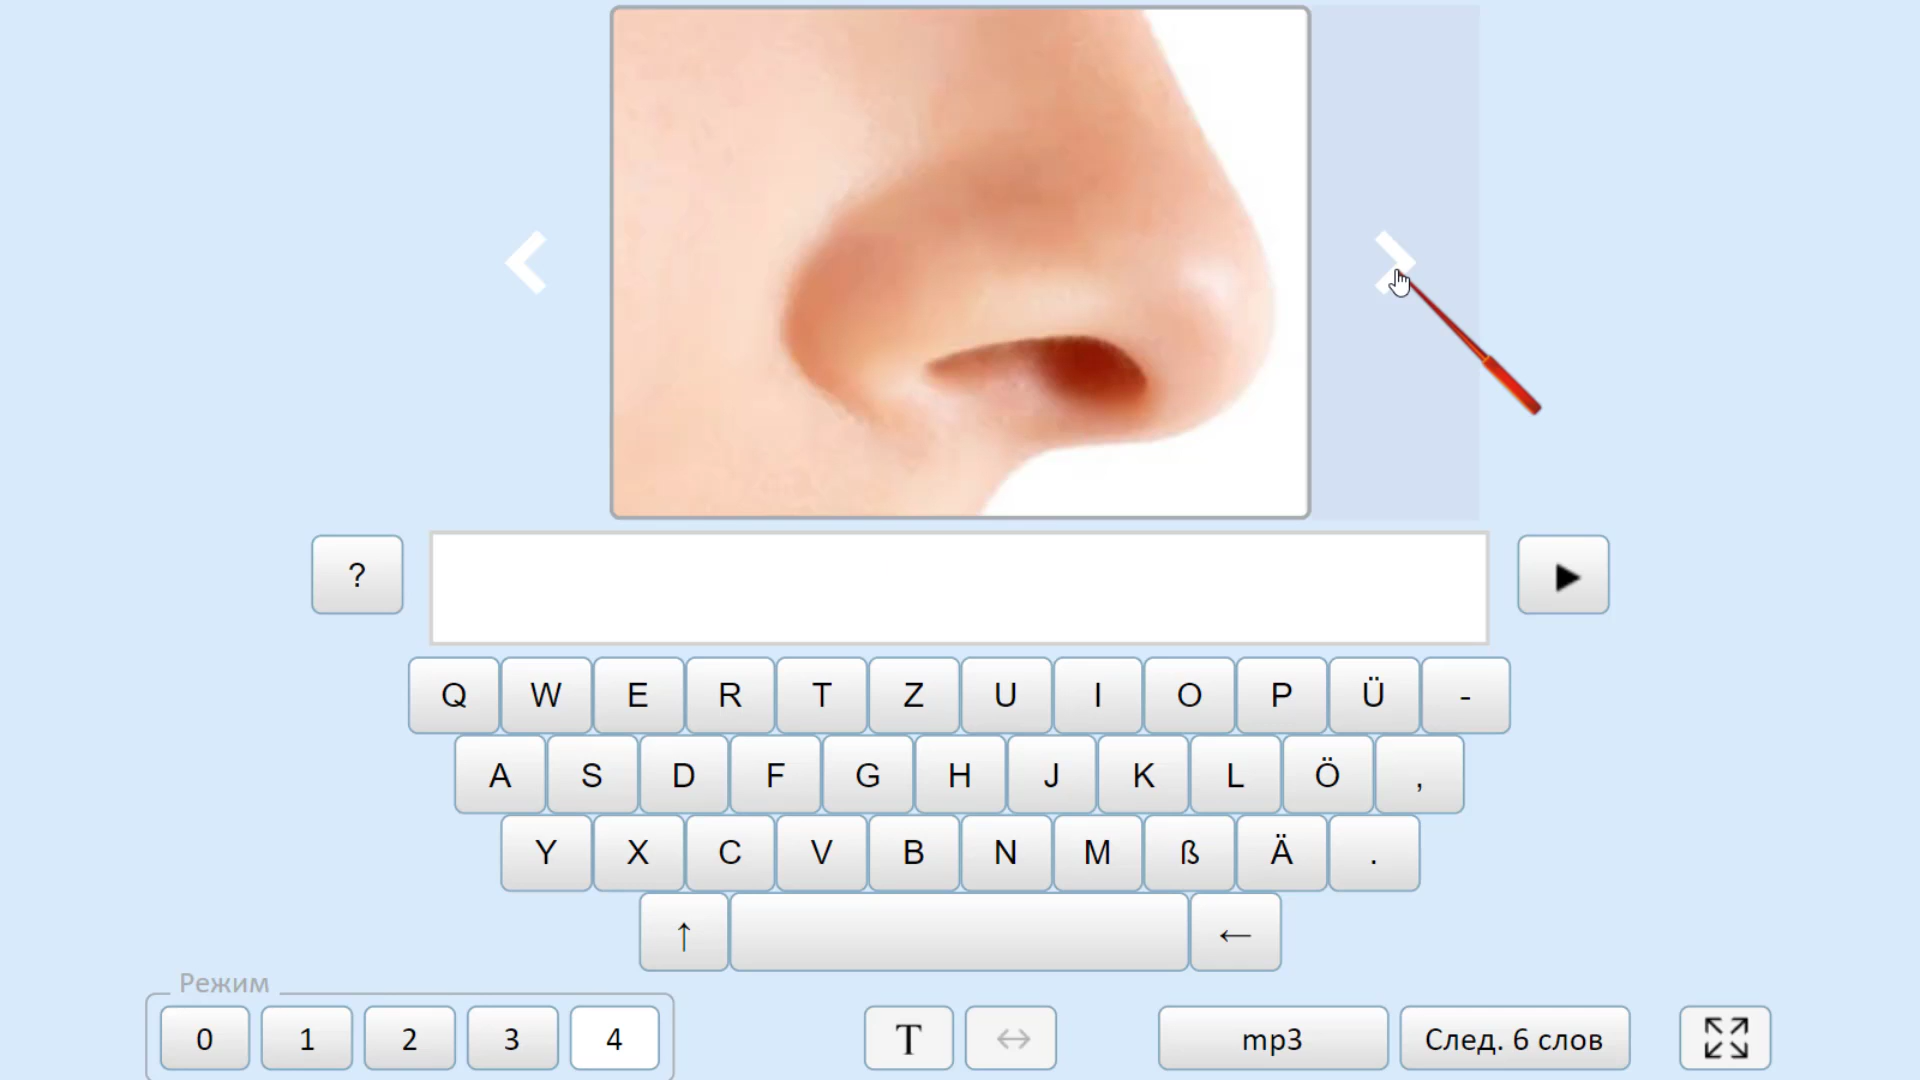 ?
Q W E R T Z U I O P Ü -
A S D F G H J K L Ö ,
Y X C V B N M ß Ä .
↑ ←
Режим
0 1 2 3 4 T ↔ mp3 След. 6 слов